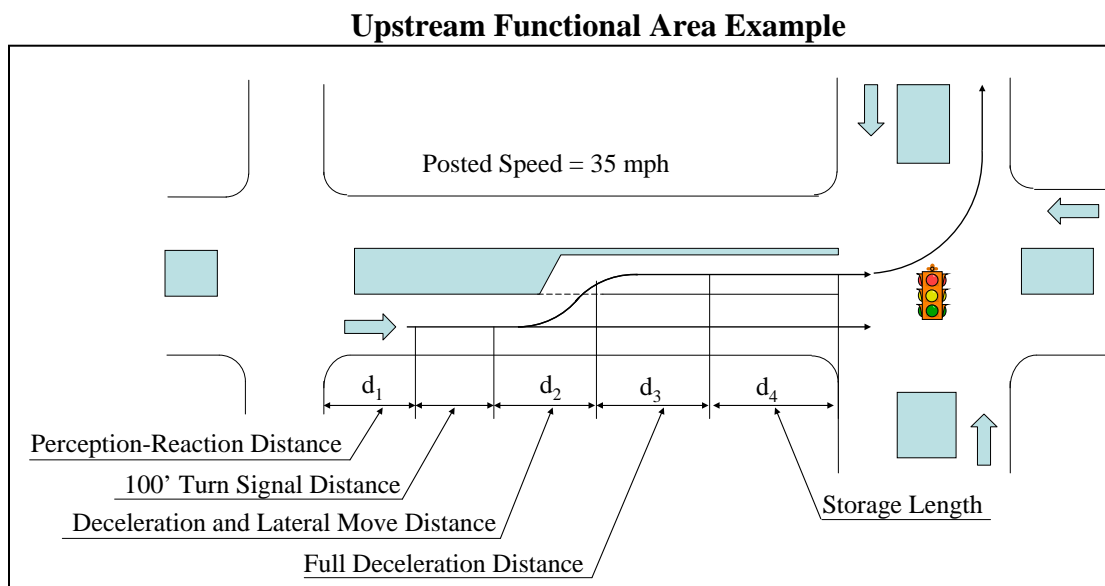 Upstream Functional Area Example
Posted Speed = 35 mph
d₁
d₂
d₃
d₄
Perception-Reaction Distance
100’ Turn Signal Distance
Deceleration and Lateral Move Distance
Full Deceleration Distance
Storage Length